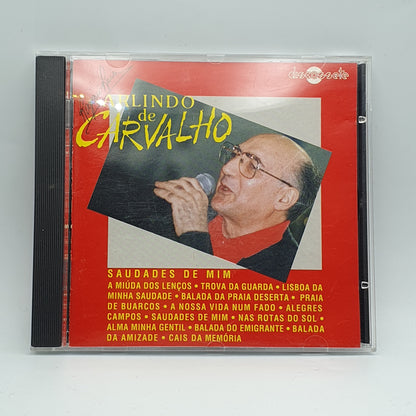 discossete
ARLINDO
de
CARVALHO
SAUDADES DE MIM
A MIÚDA DOS LENÇOS • TROVA DA GUARDA • LISBOA DA
MINHA SAUDADE • BALADA DA PRAIA DESERTA • PRAIA
DE BUARCOS • A NOSSA VIDA NUM FADO • ALEGRES
CAMPOS • SAUDADES DE MIM • NAS ROTAS DO SOL •
ALMA MINHA GENTIL • BALADA DO EMIGRANTE • BALADA
DA AMIZADE • CAIS DA MEMÓRIA